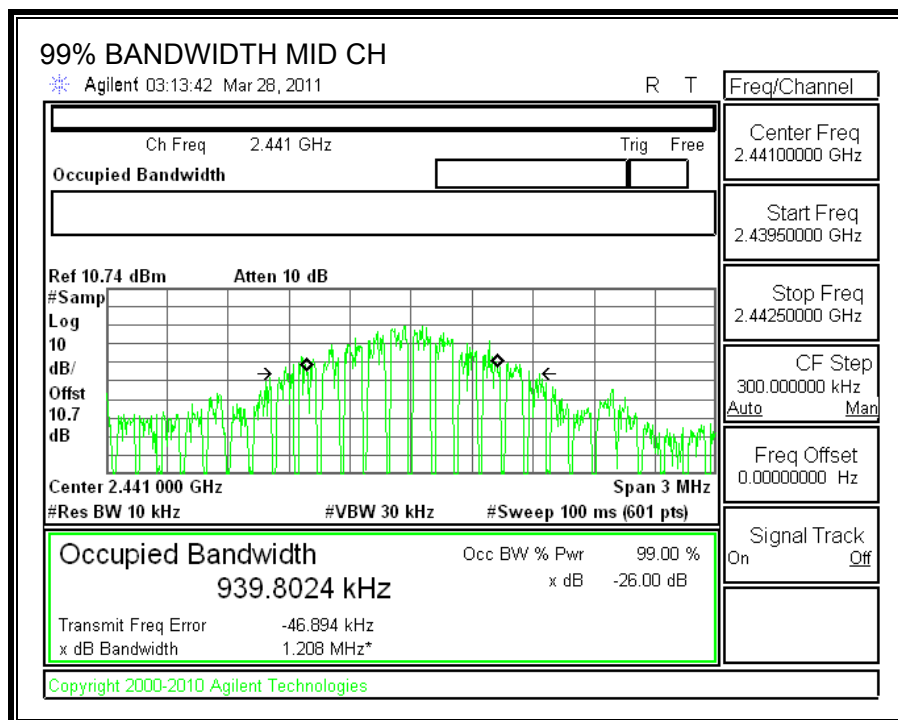 99% BANDWIDTH MID CH
Agilent 03:13:42 Mar 28, 2011 R T
Ch Freq 2.441 GHz Trig Free
Occupied Bandwidth
Ref 10.74 dBm Atten 10 dB
#Samp
Log
10
dB/
Offst
10.7
dB
Center 2.441 000 GHz Span 3 MHz
#Res BW 10 kHz #VBW 30 kHz #Sweep 100 ms (601 pts)
Occupied Bandwidth
939.8024 kHz
Occ BW % Pwr 99.00 %
x dB -26.00 dB
Transmit Freq Error -46.894 kHz
x dB Bandwidth 1.208 MHz*
Copyright 2000-2010 Agilent Technologies
Freq/Channel
Center Freq
2.44100000 GHz
Start Freq
2.43950000 GHz
Stop Freq
2.44250000 GHz
CF Step
300.000000 kHz
Auto Man
Freq Offset
0.00000000 Hz
Signal Track
On Off